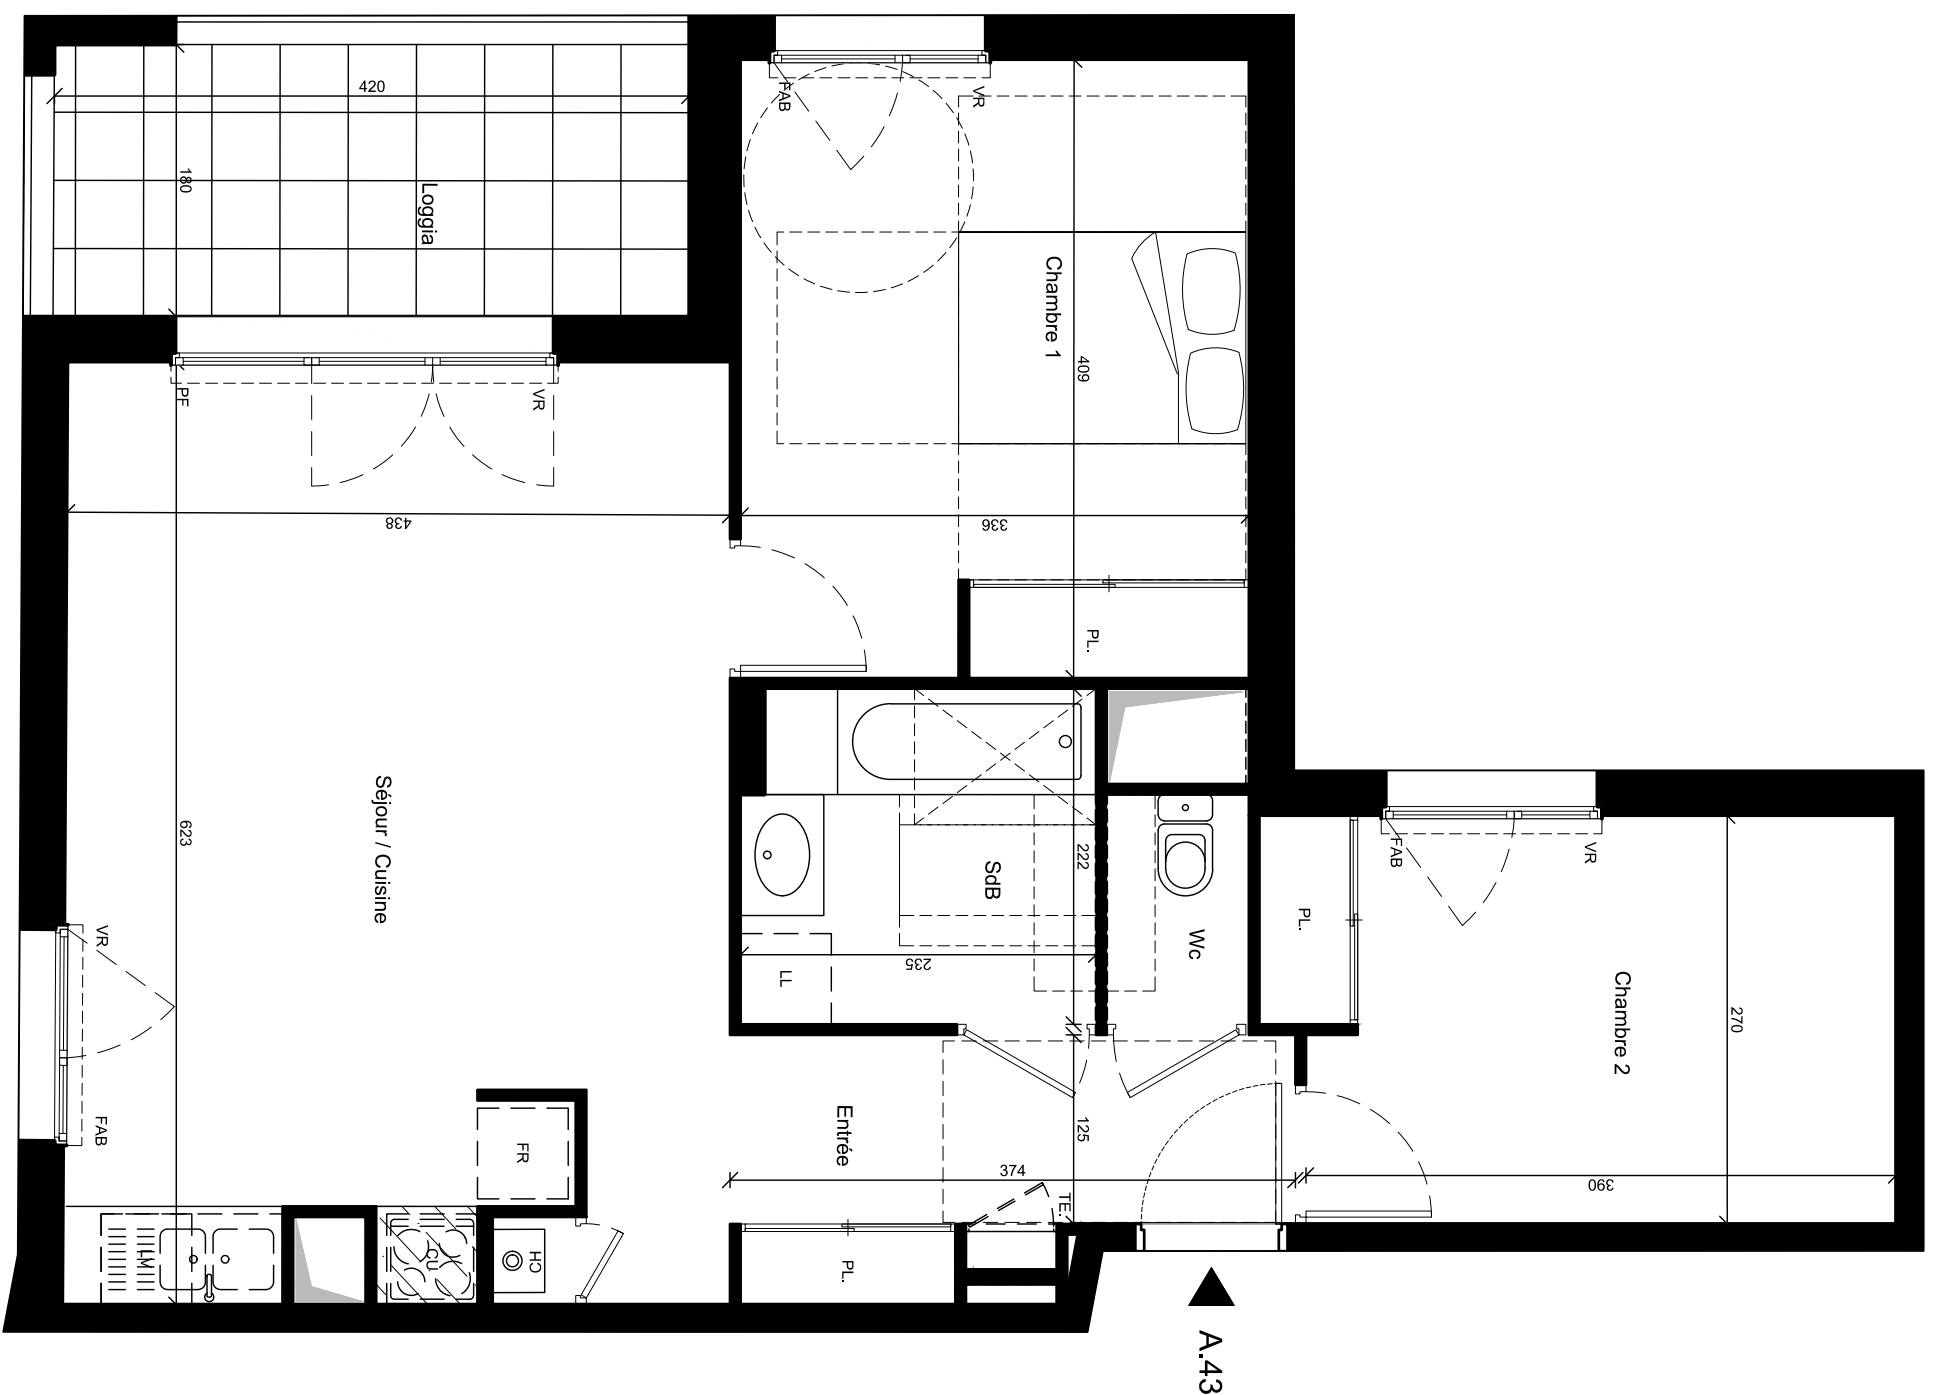 420
180
Loggia
FAB
VR
Chambre 1
409
PF
VR
438
336
PL.
Séjour / Cuisine
623
VR
FAB
SdB
222
235
LL
Wc
PL.
FAB
VR
Chambre 2
270
390
Entrée
125
374
TE.
FR
LM
CU
CH
PL.
A.43